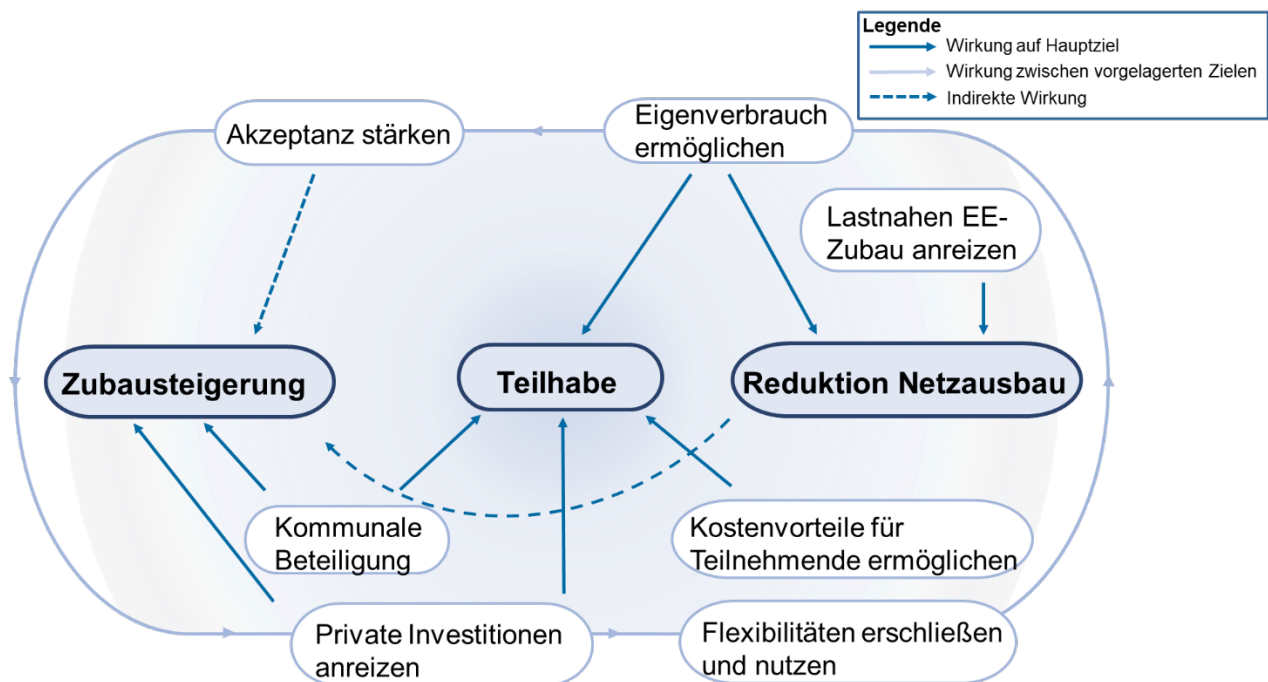 Legende
Wirkung auf Hauptziel
Wirkung zwischen vorgelagerten Zielen
Indirekte Wirkung
Akzeptanz stärken
Eigenverbrauch
ermöglichen
Lastnahen EE-
Zubau anreizen
Zubausteigerung
Teilhabe
Reduktion Netzausbau
Kommunale
Beteiligung
Kostenvorteile für
Teilnehmende ermöglichen
Private Investitionen
anreizen
Flexibilitäten erschließen
und nutzen